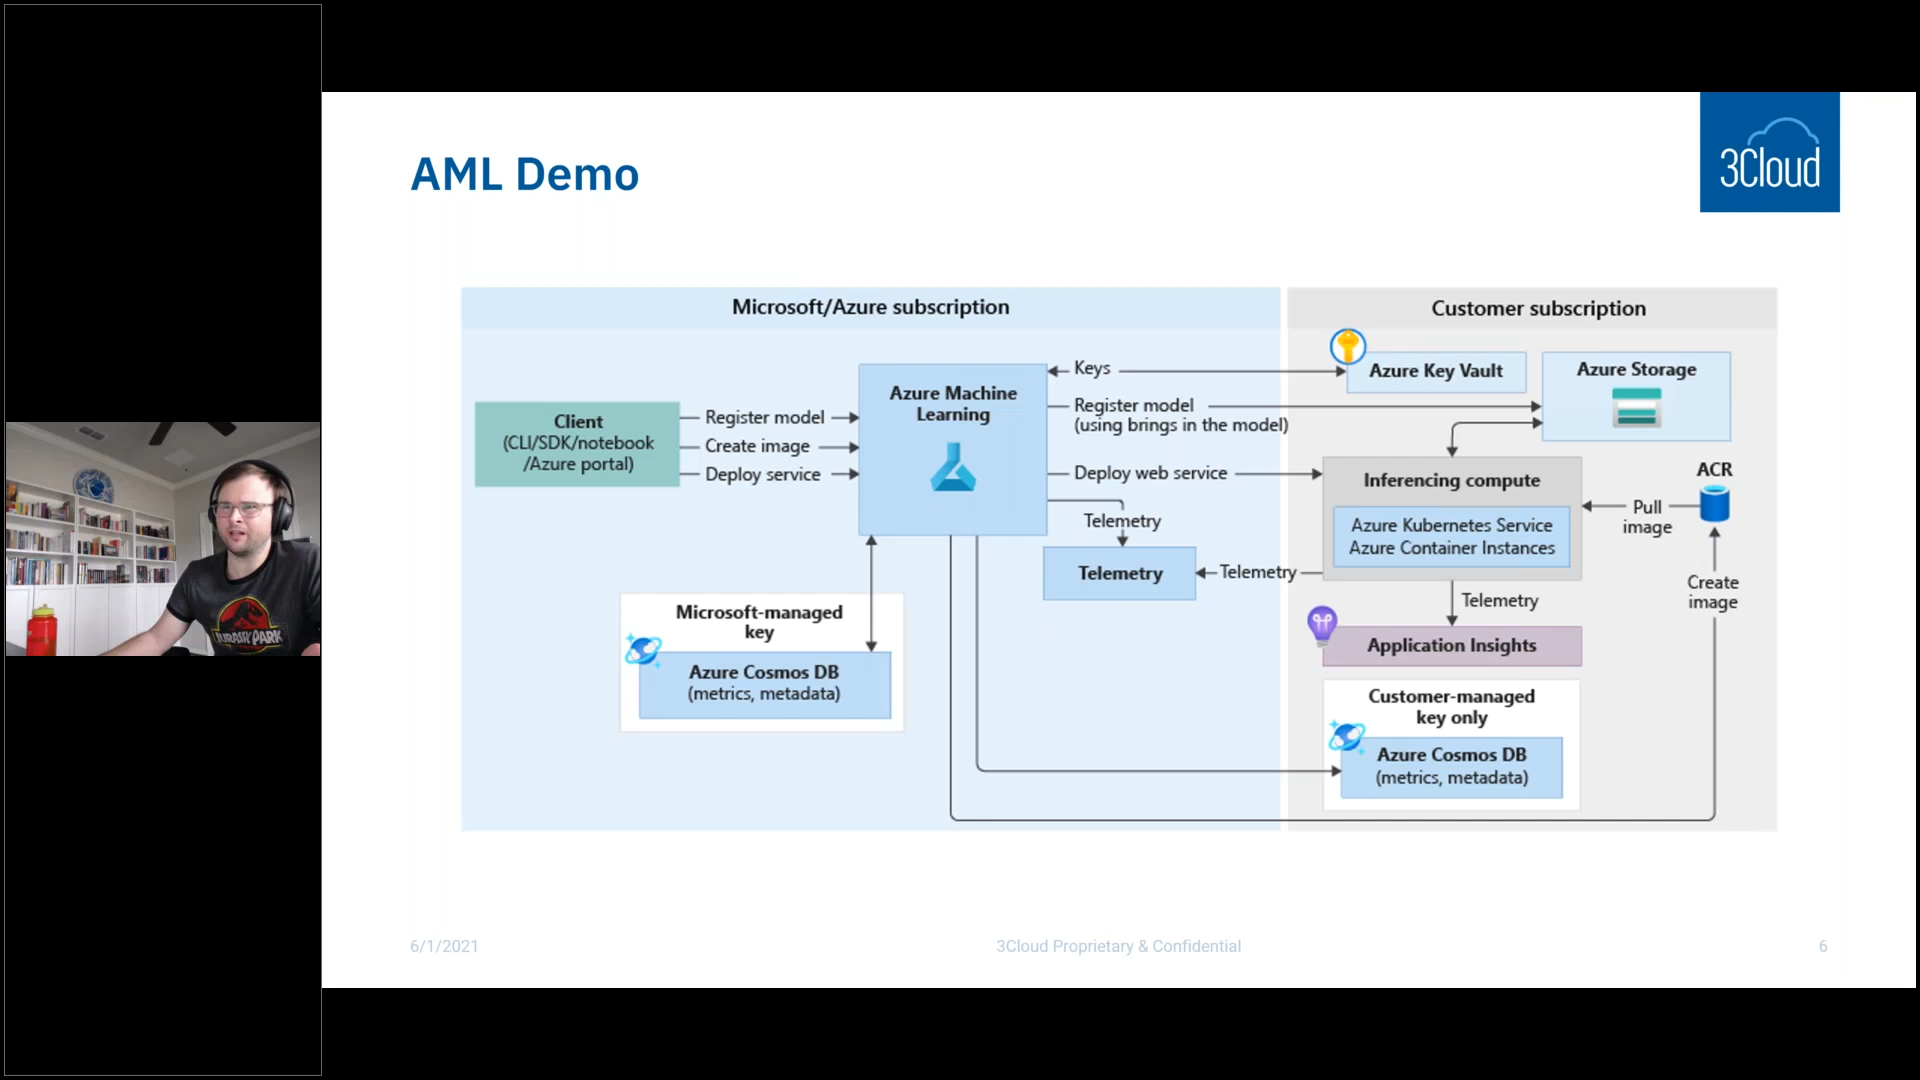 AML Demo
3Cloud
Microsoft/Azure subscription
Customer subscription
Client
(CLI/SDK/notebook
/Azure portal)
Register model
Create image
Deploy service
Azure Machine
Learning
Keys
Register model
(using brings in the model)
Deploy web service
Telemetry
Telemetry
Telemetry
Azure Key Vault
Azure Storage
Inferencing compute
Azure Kubernetes Service
Azure Container Instances
ACR
Pull
image
Create
image
Telemetry
Application Insights
Microsoft-managed
key
Azure Cosmos DB
(metrics, metadata)
Customer-managed
key only
Azure Cosmos DB
(metrics, metadata)
JURASSIC PARK
6/1/2021
3Cloud Proprietary & Confidential
6